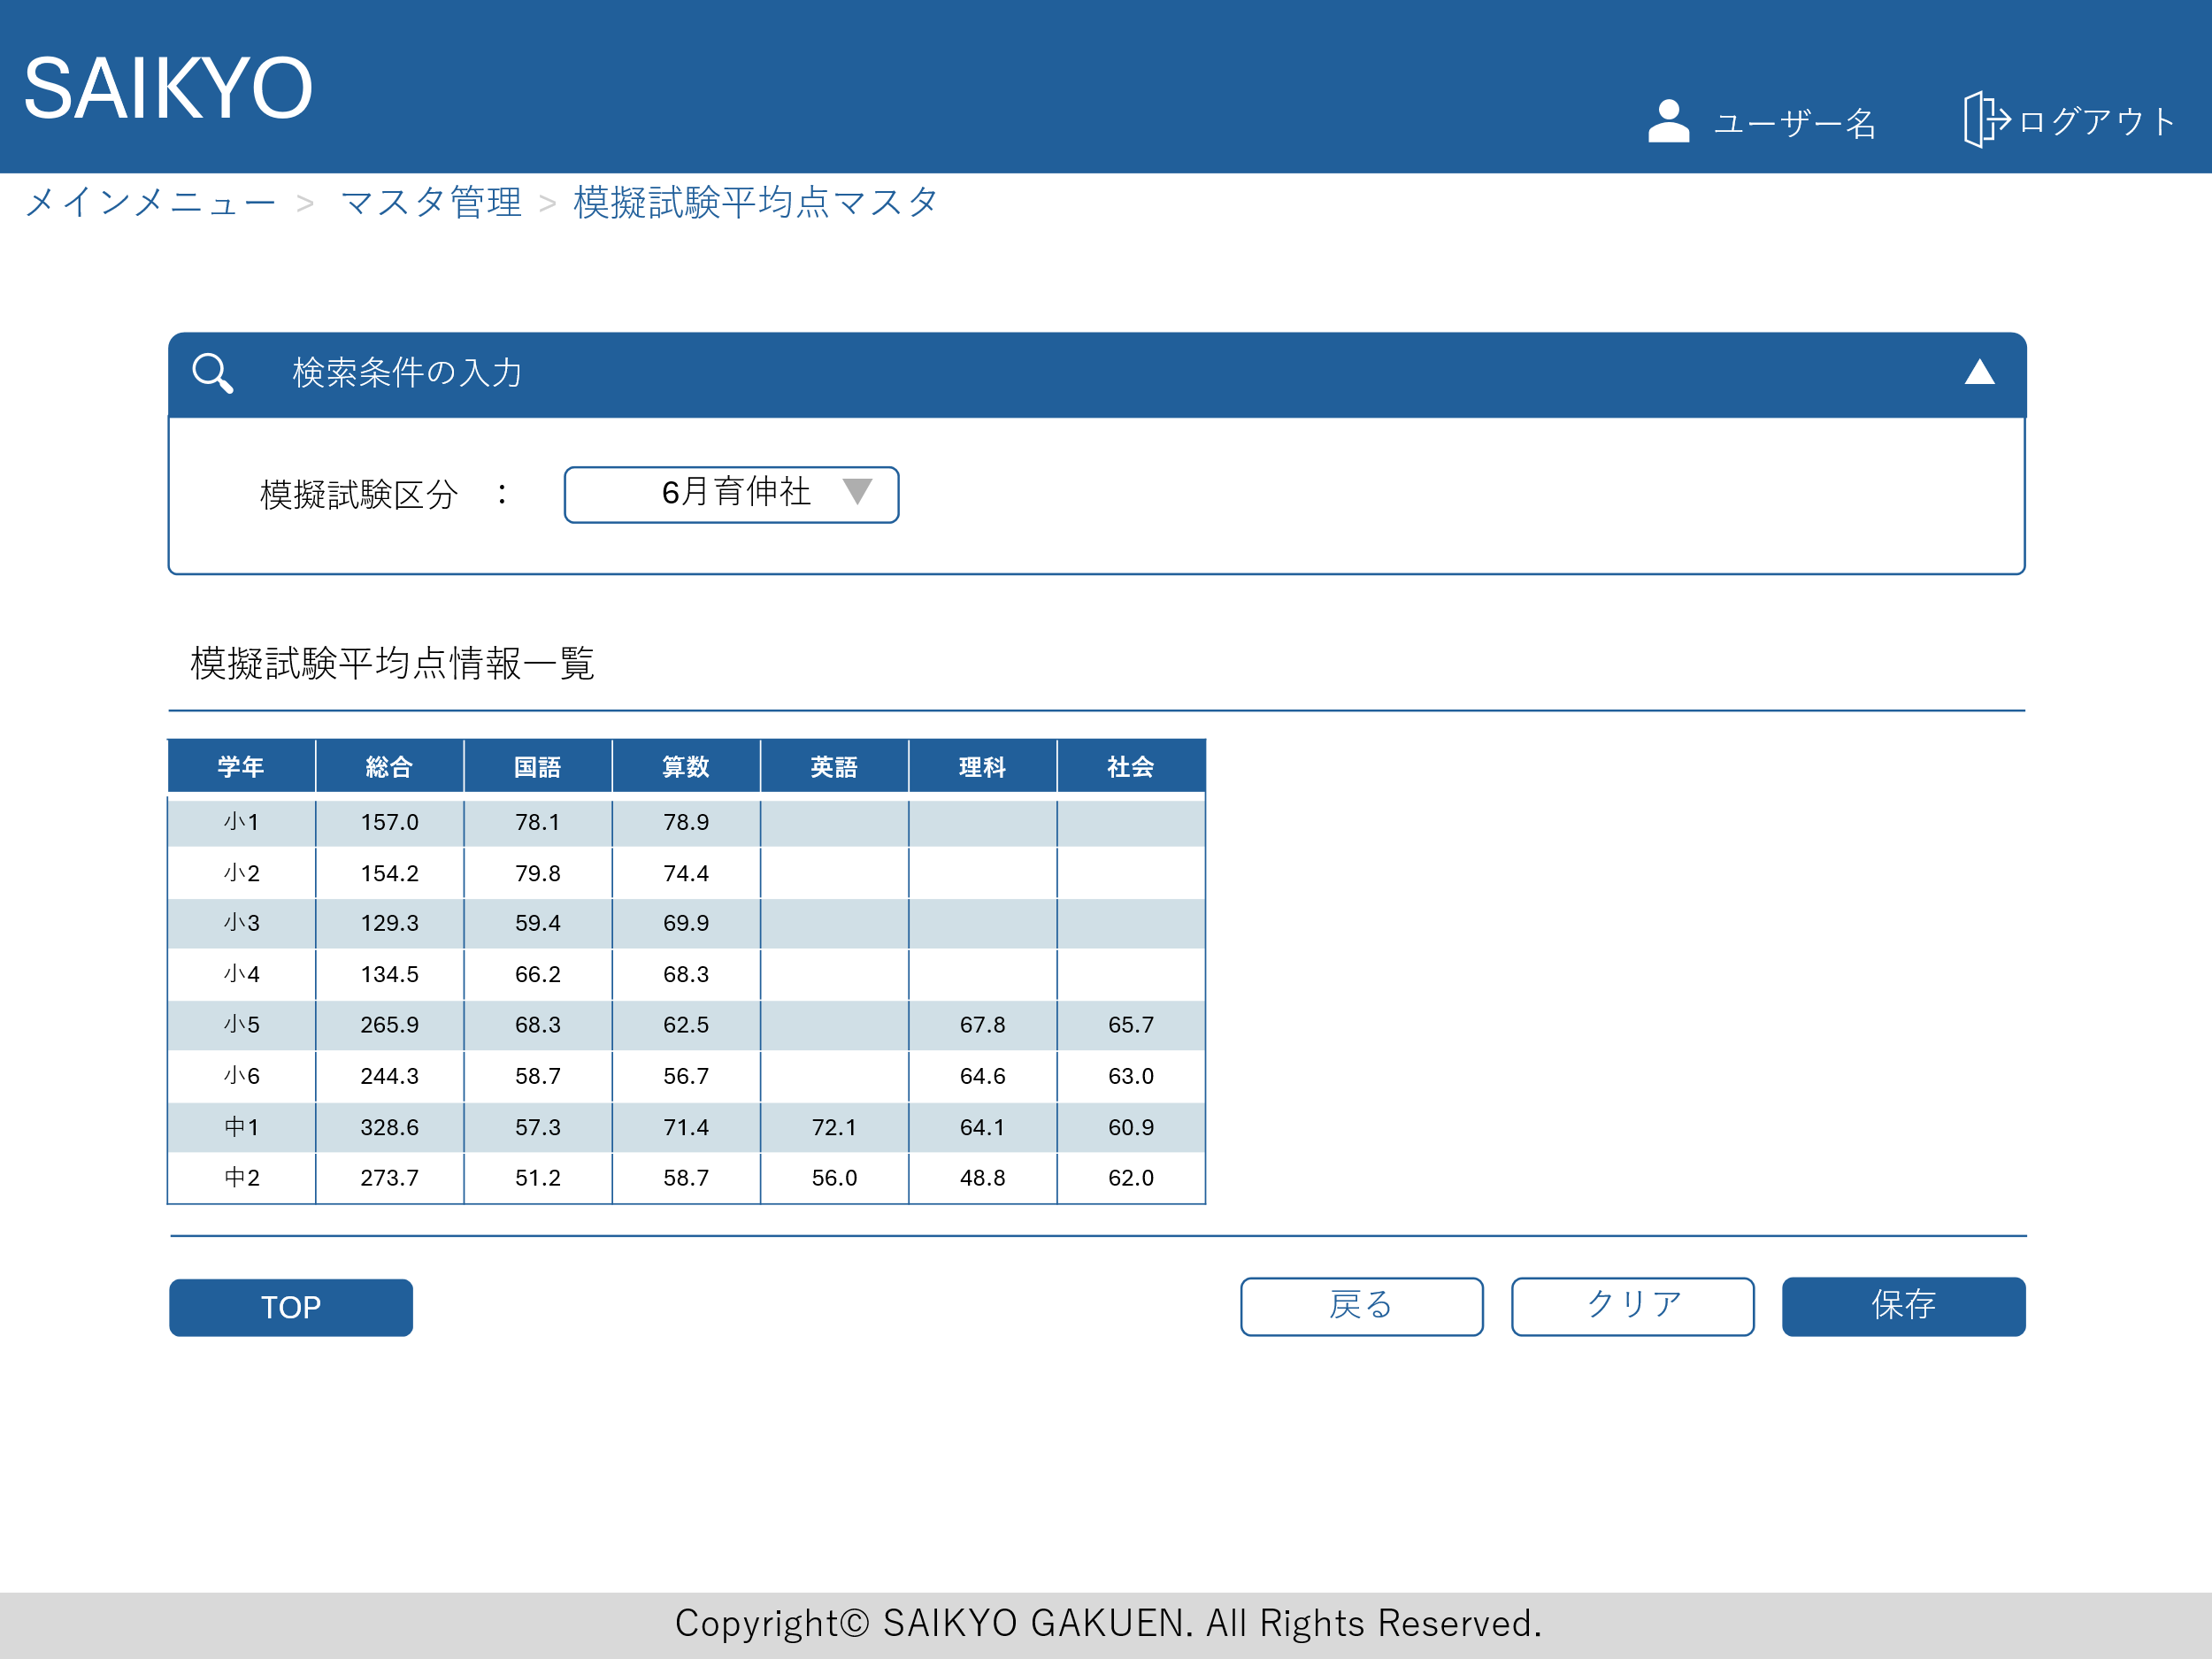 SAIKYO
ユーザー名 ログアウト
メインメニュー > マスタ管理 > 模擬試験平均点マスタ
検索条件の入力 ▲
模擬試験区分 : 6月育伸社 ▼
模擬試験平均点情報一覧
学年 総合 国語 算数 英語 理科 社会
小1 157.0 78.1 78.9
小2 154.2 79.8 74.4
小3 129.3 59.4 69.9
小4 134.5 66.2 68.3
小5 265.9 68.3 62.5 67.8 65.7
小6 244.3 58.7 56.7 64.6 63.0
中1 328.6 57.3 71.4 72.1 64.1 60.9
中2 273.7 51.2 58.7 56.0 48.8 62.0
TOP 戻る クリア 保存
Copyright© SAIKYO GAKUEN. All Rights Reserved.